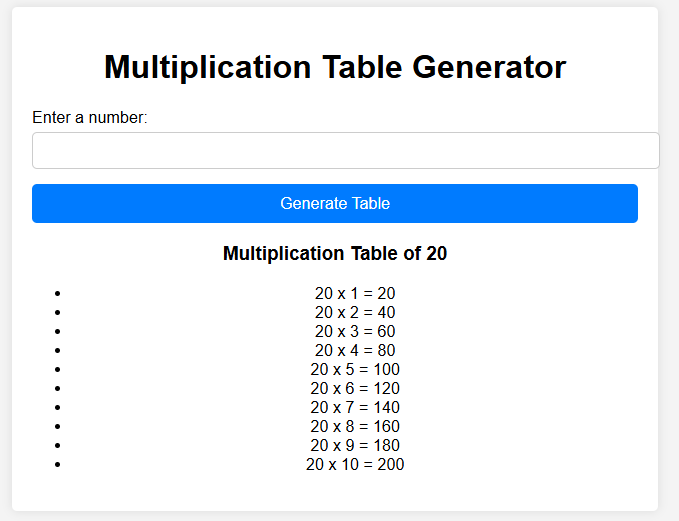 Multiplication Table Generator
Enter a number:
Generate Table
Multiplication Table of 20
20 x 1 = 20
20 x 2 = 40
20 x 3 = 60
20 x 4 = 80
20 x 5 = 100
20 x 6 = 120
20 x 7 = 140
20 x 8 = 160
20 x 9 = 180
20 x 10 = 200